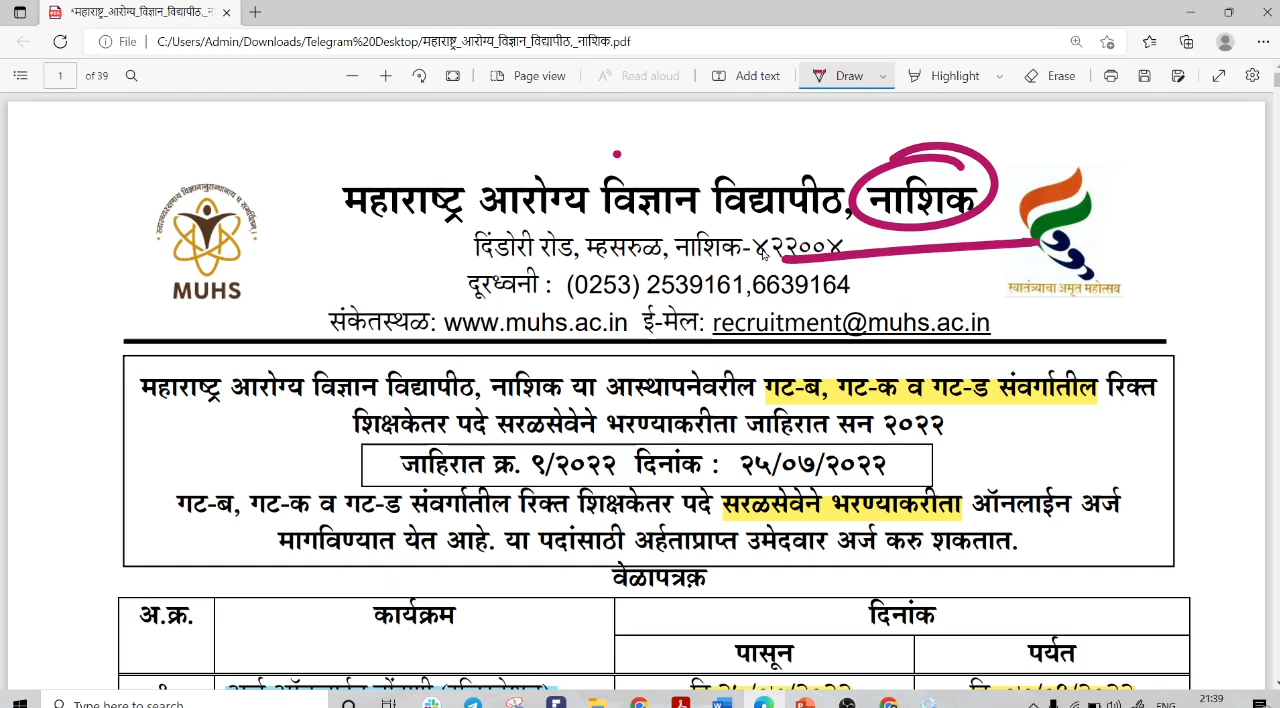 *महाराष्ट्र_आरोग्य_विज्ञान_विद्यापीठ,_न
File | C:/Users/Admin/Downloads/Telegram%20Desktop/महाराष्ट्र_आरोग्य_विज्ञान_विद्यापीठ,_नाशिक.pdf
1 of 39 Page view Read aloud Add text Draw Highlight Erase
महाराष्ट्र आरोग्य विज्ञान विद्यापीठ, नाशिक
दिंडोरी रोड, म्हसरुळ, नाशिक-४२२००४
दूरध्वनी : (0253) 2539161,6639164
MUHS
स्वातंत्र्याचा अमृत महोत्सव
संकेतस्थळ: www.muhs.ac.in ई-मेल: recruitment@muhs.ac.in
महाराष्ट्र आरोग्य विज्ञान विद्यापीठ, नाशिक या आस्थापनेवरील गट-ब, गट-क व गट-ड संवर्गातील रिक्त
शिक्षकेतर पदे सरळसेवेने भरण्याकरीता जाहिरात सन २०२२
जाहिरात क्र. ९/२०२२ दिनांक : २५/०७/२०२२
गट-ब, गट-क व गट-ड संवर्गातील रिक्त शिक्षकेतर पदे सरळसेवेने भरण्याकरीता ऑनलाईन अर्ज
मागविण्यात येत आहे. या पदांसाठी अर्हताप्राप्त उमेदवार अर्ज करु शकतात.
वेळापत्रक
अ.क्र. कार्यक्रम दिनांक
पासून पर्यंत
Type here to search
ENG 21:39